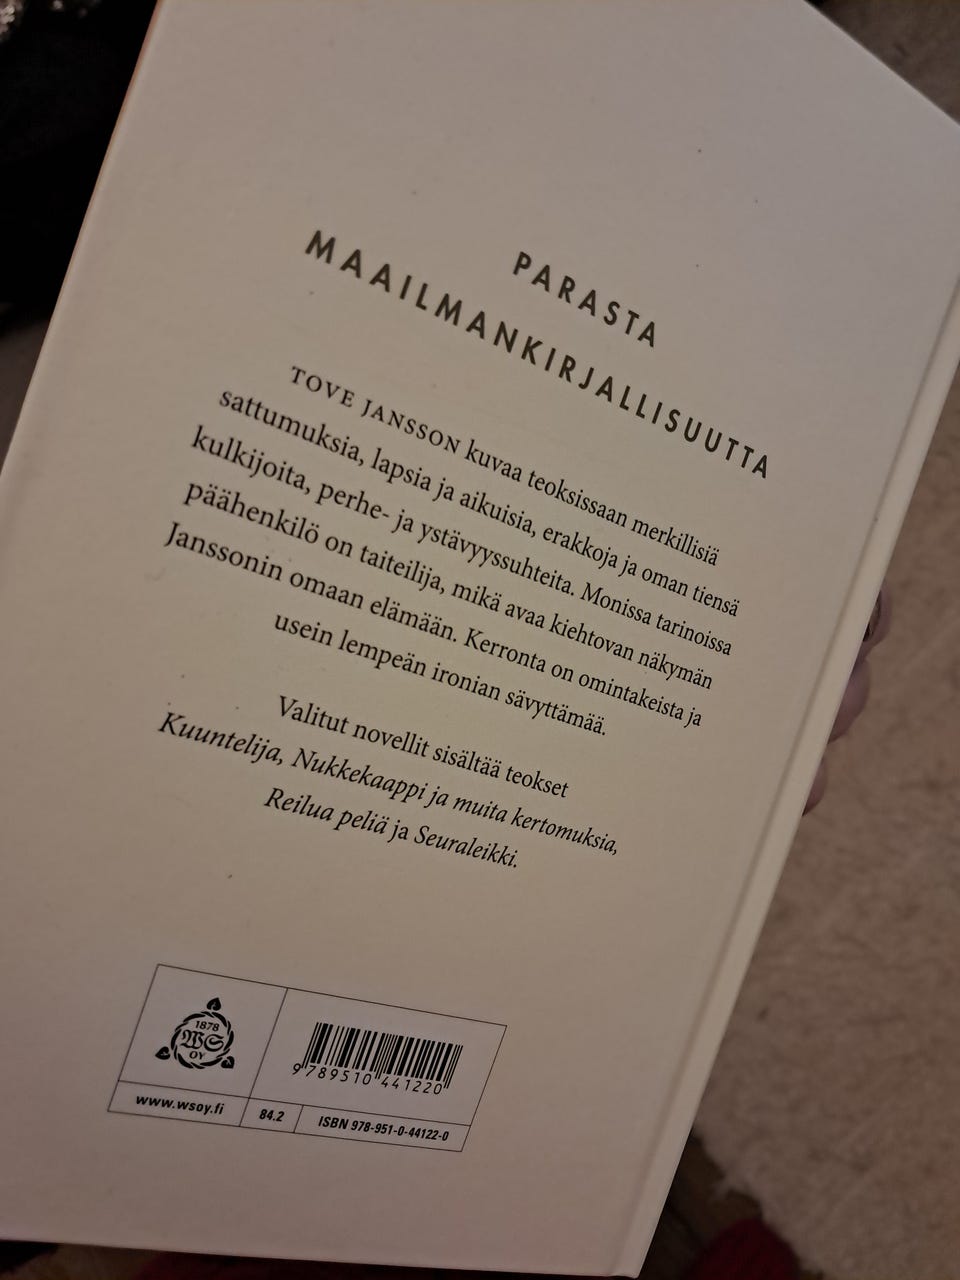 PARASTA
MAAILMANKIRJALLISUUTTA
TOVE JANSSON kuvaa teoksissaan merkillisiä
sattumuksia, lapsia ja aikuisia, erakkoja ja oman tiensä
kulkijoita, perhe- ja ystävyyssuhteita. Monissa tarinoissa
päähenkilö on taiteilija, mikä avaa kiehtovan näkymän
Janssonin omaan elämään. Kerronta on omintakeista ja
usein lempeän ironian sävyttämää.
Valitut novellit sisältää teokset
Kuuntelija, Nukkekaappi ja muita kertomuksia,
Reilua peliä ja Seuraleikki.
1878
WS
OY
9 789510 441220
www.wsoy.fi
84.2
ISBN 978-951-0-44122-0